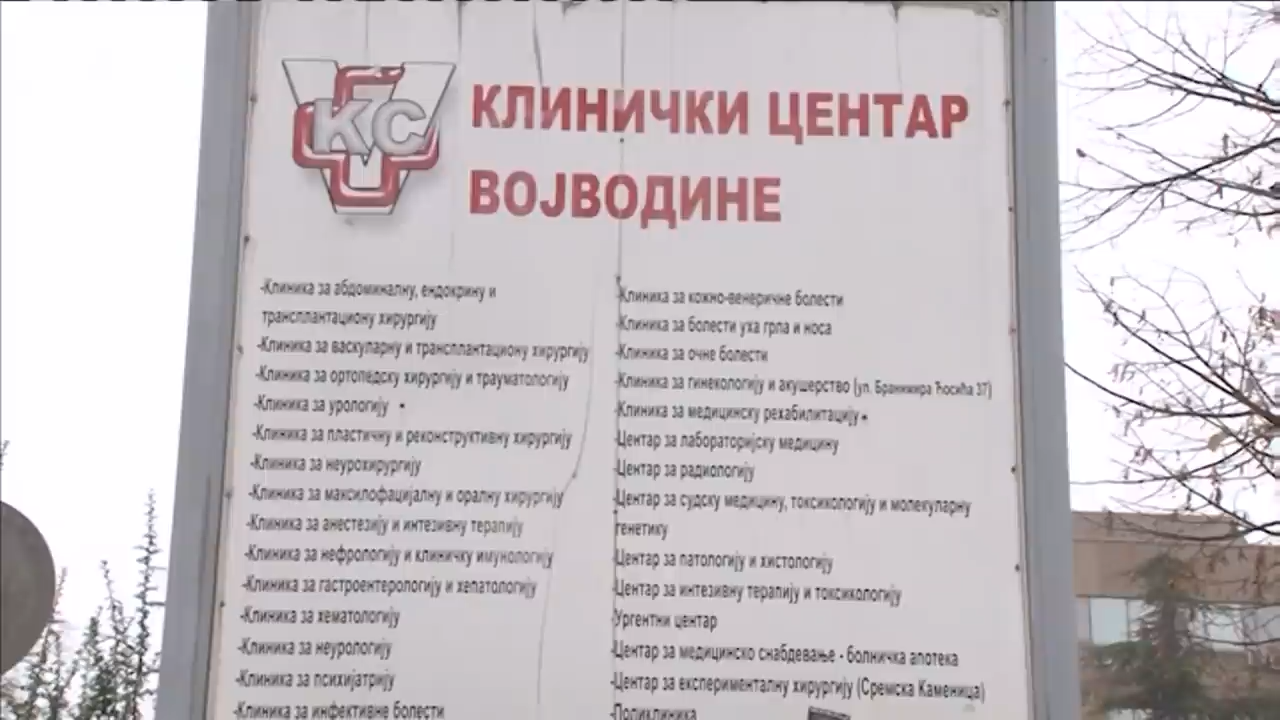 КС
КЛИНИЧКИ ЦЕНТАР
ВОЈВОДИНЕ
-Клиника за абдоминалну, ендокрину и
трансплантациону хирургију
-Клиника за васкуларну и трансплантациону хирургију
-Клиника за ортопедску хирургију и трауматологију
-Клиника за урологију
-Клиника за пластичну и реконструктивну хирургију
-Клиника за неурохирургију
-Клиника за максилофацијалну и оралну хирургију
-Клиника за анестезију и интезивну терапију
-Клиника за нефрологију и клиничку имунологију
-Клиника за гастроентерологију и хепатологију
-Клиника за хематологију
-Клиника за неурологију
-Клиника за психијатрију
-Клиника за инфективне болести
-Клиника за кожно-венеричне болести
-Клиника за болести уха грла и носа
-Клиника за очне болести
-Клиника за гинекологију и акушерство (ул. Бранимира Ћосића 37)
-Клиника за медицинску рехабилитацију
-Центар за лабораторијску медицину
-Центар за радиологију
-Центар за судску медицину, токсикологију и молекуларну
генетику
-Центар за патологију и хистологију
-Центар за интезивну терапију и токсикологију
-Ургентни центар
-Центар за медицинско снабдевање - болничка апотека
-Центар за експерименталну хирургију (Сремска Каменица)
-Поликлиника